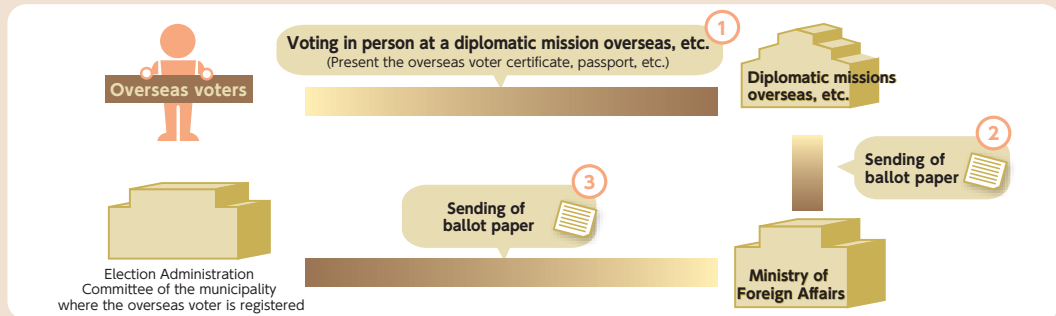 1
Voting in person at a diplomatic mission overseas, etc.
(Present the overseas voter certificate, passport, etc.)
Overseas voters
Diplomatic missions
overseas, etc.
2
Sending of
ballot paper
3
Sending of
ballot paper
Ministry of
Foreign Affairs
Election Administration
Committee of the municipality
where the overseas voter is registered